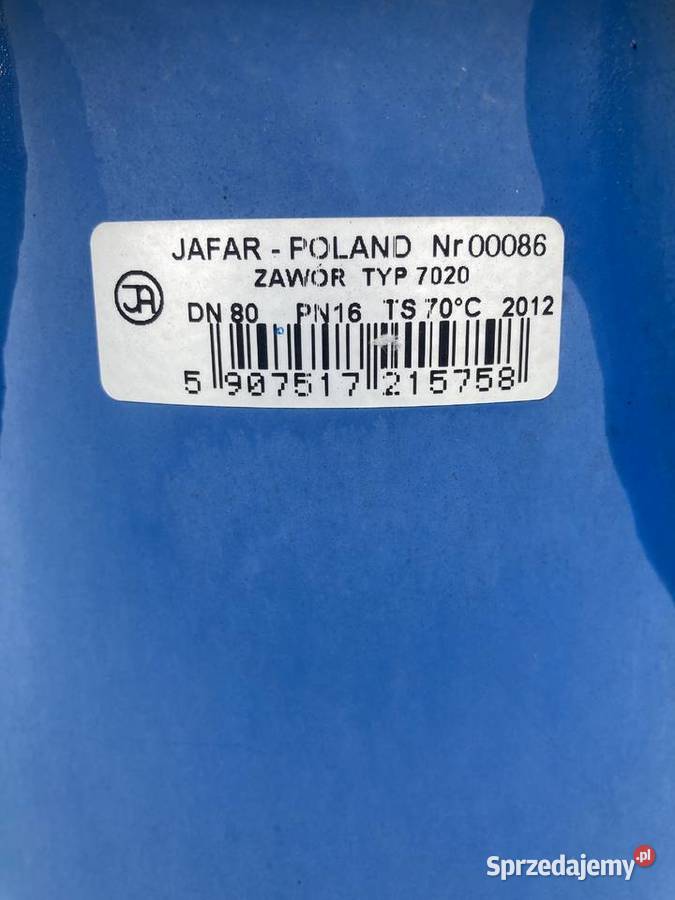 JAFAR - POLAND Nr 00086
ZAWÓR TYP 7020
JA
DN 80 PN16 TS 70°C 2012
5 907517 215758
Sprzedajemy.pl